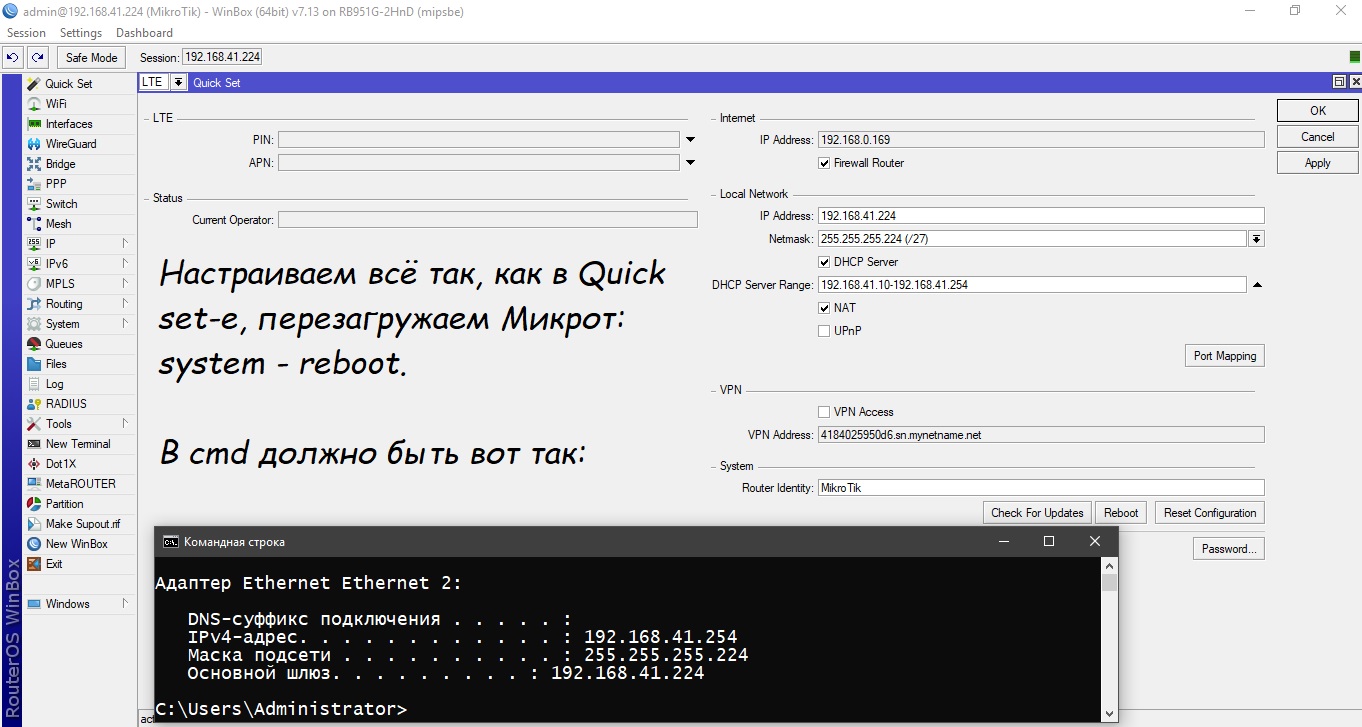 admin@192.168.41.224 (MikroTik) - WinBox (64bit) v7.13 on RB951G-2HnD (mipsbe)
Session Settings Dashboard
Safe Mode Session: 192.168.41.224
LTE Quick Set
Quick Set
WiFi
Interfaces
WireGuard
Bridge
PPP
Switch
Mesh
IP
IPv6
MPLS
Routing
System
Queues
Files
Log
RADIUS
Tools
New Terminal
Dot1X
MetaROUTER
Partition
Make Supout.rif
New WinBox
Exit
Windows
RouterOS WinBox
LTE
PIN:
APN:
Status
Current Operator:
Настраиваем всё так, как в Quick
set-е, перезагружаем Микрот:
system - reboot.
В cmd должно быть вот так:
Internet
IP Address: 192.168.0.169
Firewall Router
Local Network
IP Address: 192.168.41.224
Netmask: 255.255.255.224 (/27)
DHCP Server
DHCP Server Range: 192.168.41.10-192.168.41.254
NAT
UPnP
Port Mapping
VPN
VPN Access
VPN Address: 4184025950d6.sn.mynetname.net
System
Router Identity: MikroTik
Check For Updates Reboot Reset Configuration
Password...
OK
Cancel
Apply
Командная строка
Адаптер Ethernet Ethernet 2:
DNS-суффикс подключения . . . . . :
IPv4-адрес. . . . . . . . . . . . : 192.168.41.254
Маска подсети . . . . . . . . . . : 255.255.255.224
Основной шлюз. . . . . . . . . : 192.168.41.224
C:\Users\Administrator>